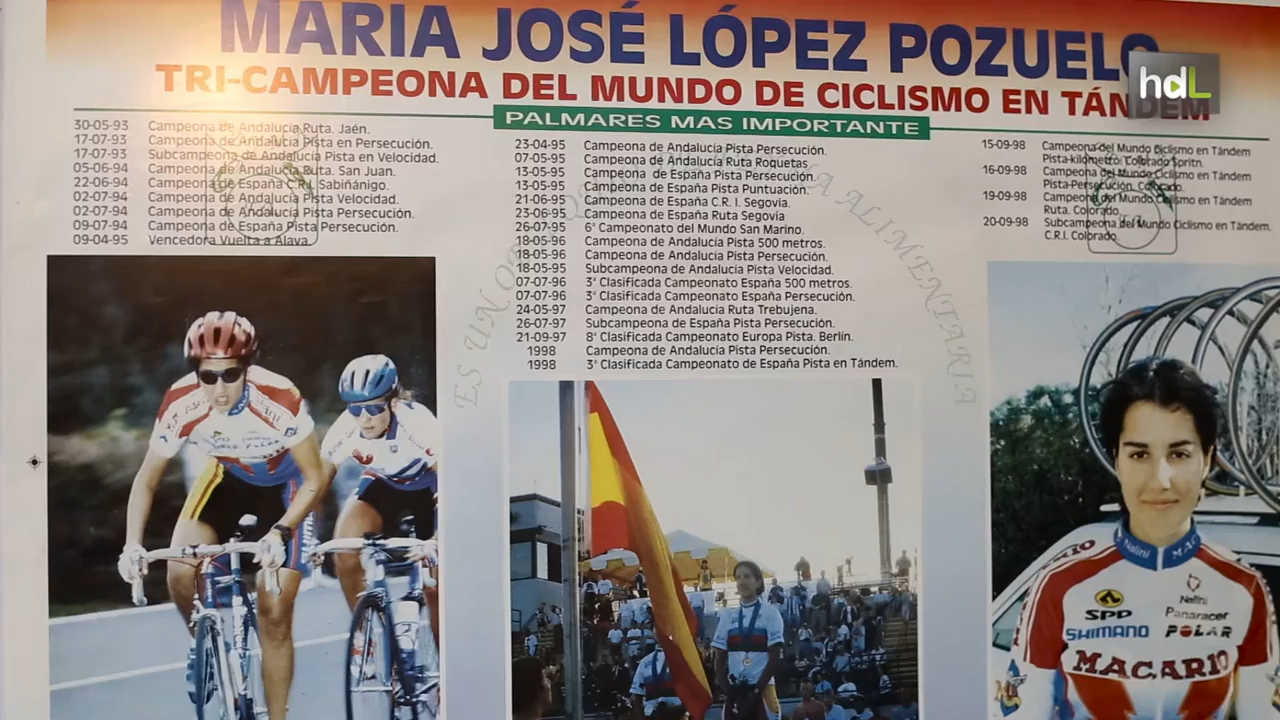 MARIA JOSÉ LÓPEZ POZUELO
TRI-CAMPEONA DEL MUNDO DE CICLISMO EN TÁNDEM
hdL
PALMARES MAS IMPORTANTE
30-05-93 Campeona de Andalucía Ruta. Jaén.
17-07-93 Campeona de Andalucía Pista en Persecución.
17-07-93 Subcampeona de Andalucía Pista en Velocidad.
05-06-94 Campeona de Andalucía Ruta. San Juan.
22-06-94 Campeona de España C.R.I. Sabiñánigo.
02-07-94 Campeona de Andalucía Pista Velocidad.
02-07-94 Campeona de Andalucía Pista Persecución.
09-07-94 Campeona de España Pista Persecución.
09-04-95 Vencedora Vuelta a Alava.
23-04-95 Campeona de Andalucía Pista Persecución.
07-05-95 Campeona de Andalucía Ruta Roquetas
13-05-95 Campeona de España Pista Persecución.
13-05-95 Campeona de España Pista Puntuación.
21-06-95 Campeona de España C.R. I. Segovia.
23-06-95 Campeona de España Ruta Segovia
26-07-95 6ª Campeonato del Mundo San Marino.
18-05-96 Campeona de Andalucía Pista 500 metros.
18-05-96 Campeona de Andalucía Pista Persecución.
18-05-95 Subcampeona de Andalucía Pista Velocidad.
07-07-96 3ª Clasificada Campeonato España 500 metros.
07-07-96 3ª Clasificada Campeonato España Persecución.
24-05-97 Campeona de Andalucía Ruta Trebujena.
26-07-97 Subcampeona de España Pista Persecución.
21-09-97 8ª Clasificada Campeonato Europa Pista. Berlín.
1998 Campeona de Andalucía Pista Persecución.
1998 3ª Clasificada Campeonato de España Pista en Tándem.
15-09-98 Campeona del Mundo Ciclismo en Tándem
Pista-kilómetro. Colorado Spritn.
16-09-98 Campeona del Mundo Ciclismo en Tándem
Pista-Persecución. Colorado.
19-09-98 Campeona del Mundo Ciclismo en Tándem
Ruta. Colorado
20-09-98 Subcampeona del Mundo Ciclismo en Tándem.
C.R.I. Colorado
ES UN ALIMENTARIA
Nalini MAC
MACARIO
Nalini
SPP Panaracer
SHIMANO POLAR
MACARIO